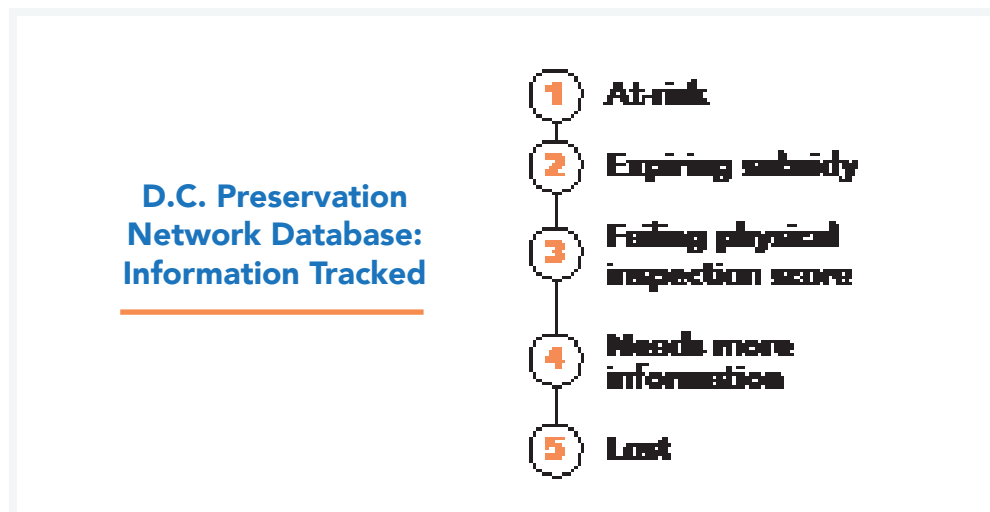 D.C. Preservation
Network Database:
Information Tracked
1 At-risk
2 Expiring subsidy
3 Failing physical
inspection score
4 Needs more
information
5 Lost